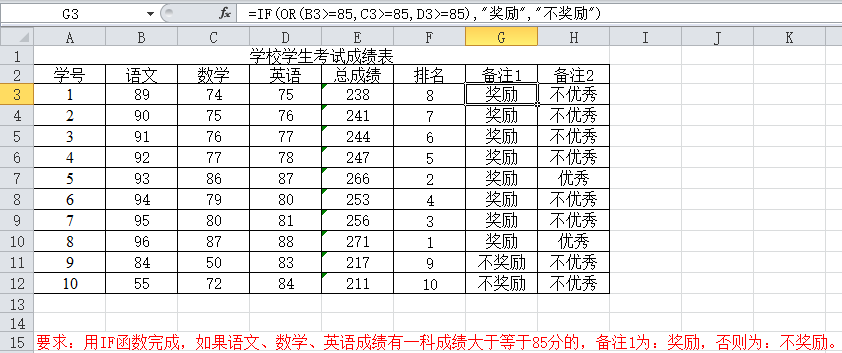 G3 fx =IF(OR(B3>=85,C3>=85,D3>=85),"奖励","不奖励")
A B C D E F G H I J K
1 学校学生考试成绩表
2 学号 语文 数学 英语 总成绩 排名 备注1 备注2
3 1 89 74 75 238 8 奖励 不优秀
4 2 90 75 76 241 7 奖励 不优秀
5 3 91 76 77 244 6 奖励 不优秀
6 4 92 77 78 247 5 奖励 不优秀
7 5 93 86 87 266 2 奖励 优秀
8 6 94 79 80 253 4 奖励 不优秀
9 7 95 80 81 256 3 奖励 不优秀
10 8 96 87 88 271 1 奖励 优秀
11 9 84 50 83 217 9 不奖励 不优秀
12 10 55 72 84 211 10 不奖励 不优秀
13
14
15 要求：用IF函数完成，如果语文、数学、英语成绩有一科成绩大于等于85分的，备注1为：奖励，否则为：不奖励。